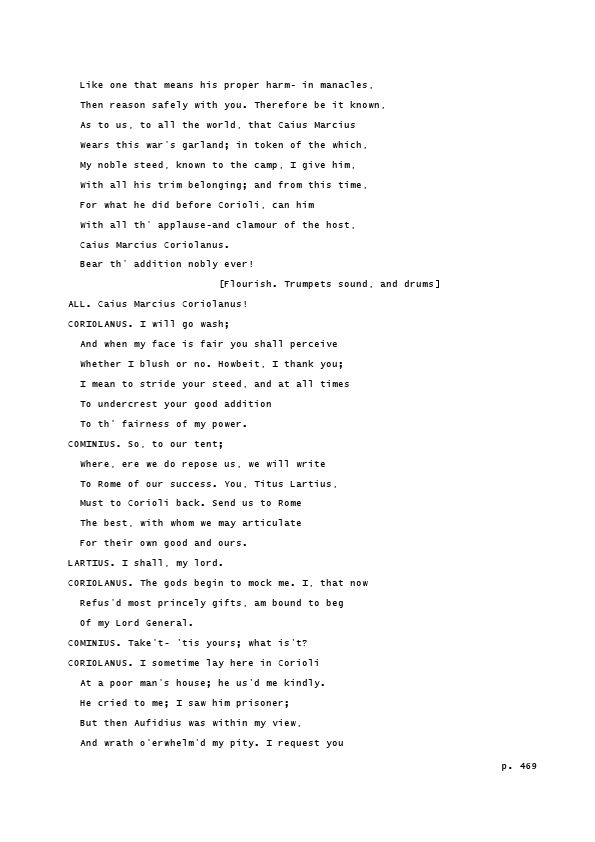 Like one that means his proper harm- in manacles,
Then reason safely with you. Therefore be it known,
As to us, to all the world, that Caius Marcius
Wears this war's garland; in token of the which,
My noble steed, known to the camp, I give him,
With all his trim belonging; and from this time,
For what he did before Corioli, can him
With all th' applause-and clamour of the host,
Caius Marcius Coriolanus.
Bear th' addition nobly ever!
[Flourish. Trumpets sound, and drums]
ALL. Caius Marcius Coriolanus!
CORIOLANUS. I will go wash;
And when my face is fair you shall perceive
Whether I blush or no. Howbeit, I thank you;
I mean to stride your steed, and at all times
To undercrest your good addition
To th' fairness of my power.
COMINIUS. So, to our tent;
Where, ere we do repose us, we will write
To Rome of our success. You, Titus Lartius,
Must to Corioli back. Send us to Rome
The best, with whom we may articulate
For their own good and ours.
LARTIUS. I shall, my lord.
CORIOLANUS. The gods begin to mock me. I, that now
Refus'd most princely gifts, am bound to beg
Of my Lord General.
COMINIUS. Take't- 'tis yours; what is't?
CORIOLANUS. I sometime lay here in Corioli
At a poor man's house; he us'd me kindly.
He cried to me; I saw him prisoner;
But then Aufidius was within my view,
And wrath o'erwhelm'd my pity. I request you
p. 469